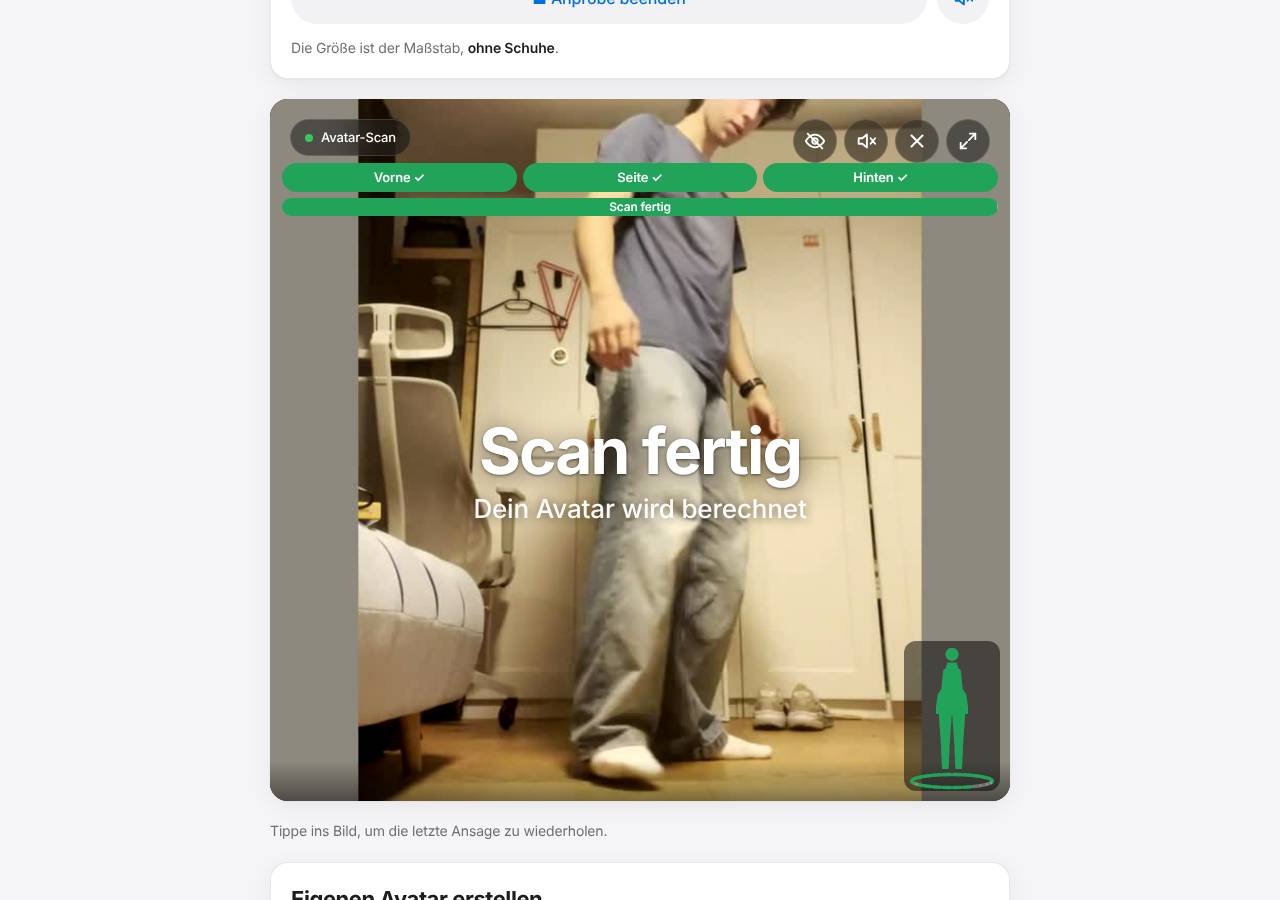 Anprobe beenden
Die Größe ist der Maßstab, ohne Schuhe.
Avatar-Scan
Vorne ✓
Seite ✓
Hinten ✓
Scan fertig
Scan fertig
Dein Avatar wird berechnet
Tippe ins Bild, um die letzte Ansage zu wiederholen.
Eigenen Avatar erstellen